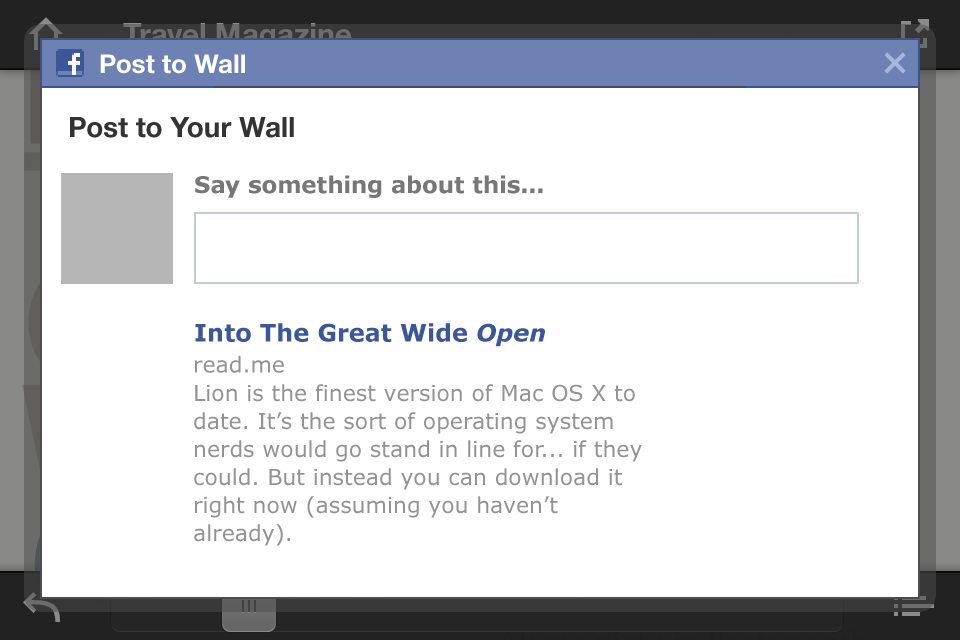 Travel Magazine
Post to Wall
Post to Your Wall
Say something about this...
Into The Great Wide Open
read.me
Lion is the finest version of Mac OS X to
date. It’s the sort of operating system
nerds would go stand in line for... if they
could. But instead you can download it
right now (assuming you haven’t
already).